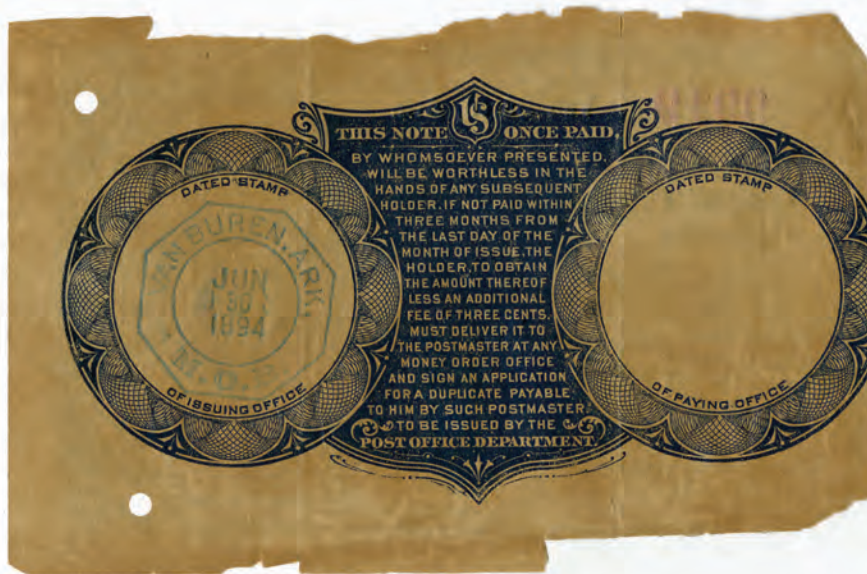 US
THIS NOTE ONCE PAID,
BY WHOMSOEVER PRESENTED,
WILL BE WORTHLESS IN THE
HANDS OF ANY SUBSEQUENT
HOLDER. IF NOT PAID WITHIN
THREE MONTHS FROM
THE LAST DAY OF THE
MONTH OF ISSUE, THE
HOLDER, TO OBTAIN
THE AMOUNT THEREOF
LESS AN ADDITIONAL
FEE OF THREE CENTS,
MUST DELIVER IT TO
THE POSTMASTER AT ANY
MONEY ORDER OFFICE
AND SIGN AN APPLICATION
FOR A DUPLICATE PAYABLE
TO HIM BY SUCH POSTMASTER,
TO BE ISSUED BY THE
POST OFFICE DEPARTMENT.
DATED STAMP
VAN BUREN, ARK.
JUN
30
1894
M.O.B.
OF ISSUING OFFICE
DATED STAMP
OF PAYING OFFICE